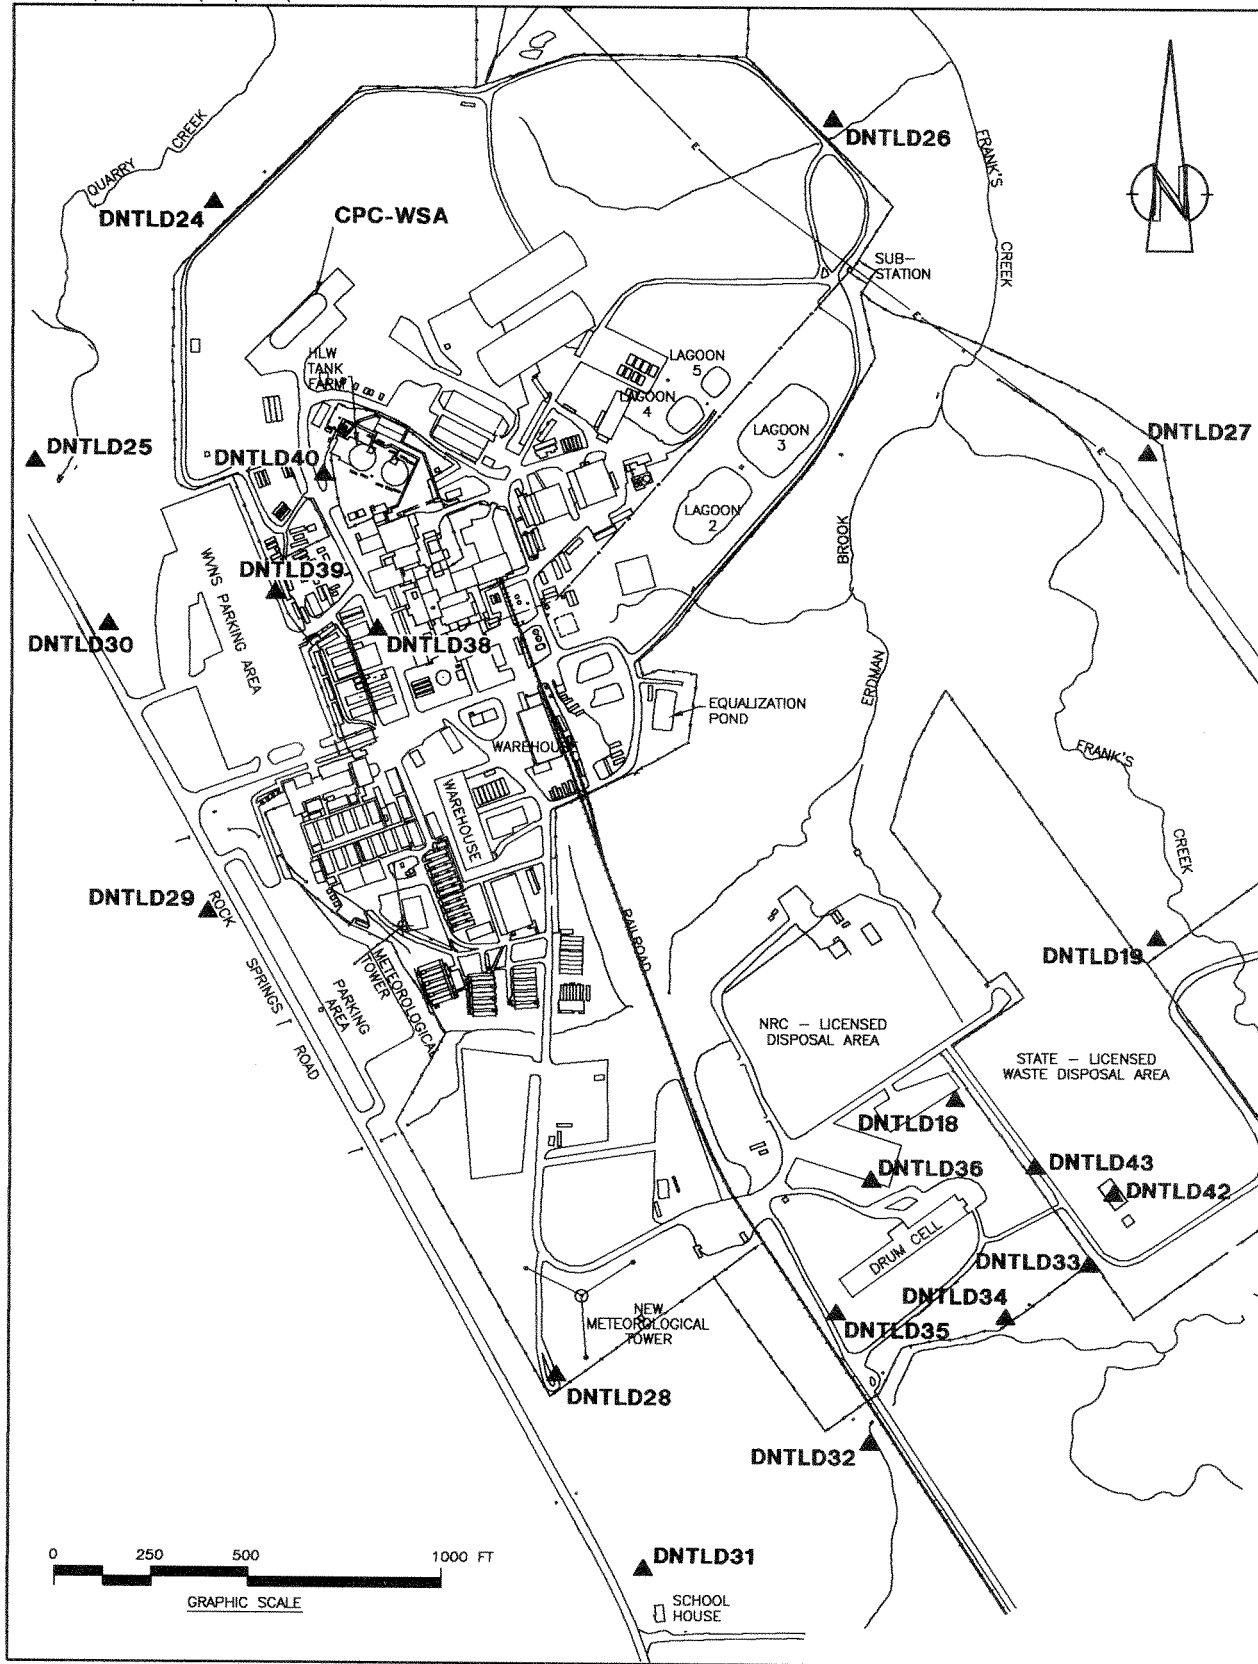 DNTLD26
FRANK'S
CREEK
QUARRY
CREEK
DNTLD24
CPC-WSA
N
E
SUB-
STATION
E
HLW
TANK
FARM
LAGOON
5
LAGOON
4
LAGOON
3
LAGOON
2
DNTLD25
DNTLD40
DNTLD27
E
WVNS PARKING AREA
DNTLD39
BROOK
DNTLD30
DNTLD38
ERDMAN
EQUALIZATION
POND
WAREHOUSE
WAREHOUSE
FRANK'S
CREEK
DNTLD29
ROCK
SPRINGS
ROAD
METEOROLOGICAL
TOWER
PARKING
AREA
RAILROAD
DNTLD19
NRC - LICENSED
DISPOSAL AREA
STATE - LICENSED
WASTE DISPOSAL AREA
DNTLD18
DNTLD36
DNTLD43
DNTLD42
DRUM CELL
DNTLD33
DNTLD34
DNTLD35
NEW
METEOROLOGICAL
TOWER
DNTLD28
DNTLD32
DNTLD31
SCHOOL
HOUSE
0 250 500 1000 FT
GRAPHIC SCALE